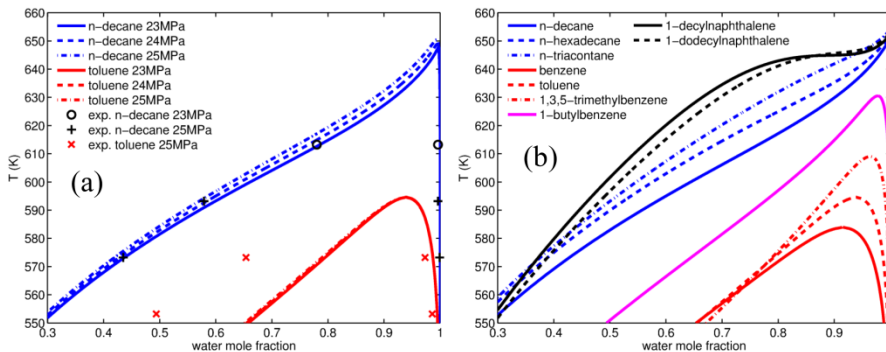 660
650
640
630
620
610
600
590
580
570
560
550
T (K)
0.3
0.4
0.5
0.6
0.7
0.8
0.9
1
water mole fraction
n-decane 23MPa
n-decane 24MPa
n-decane 25MPa
toluene 23MPa
toluene 24MPa
toluene 25MPa
exp. n-decane 23MPa
exp. n-decane 25MPa
exp. toluene 25MPa
(a)
660
650
640
630
620
610
600
590
580
570
560
550
T (K)
0.3
0.4
0.5
0.6
0.7
0.8
0.9
water mole fraction
n-decane
n-hexadecane
n-triacontane
benzene
toluene
1,3,5-trimethylbenzene
1-butylbenzene
1-decylnaphthalene
1-dodecylnaphthalene
(b)